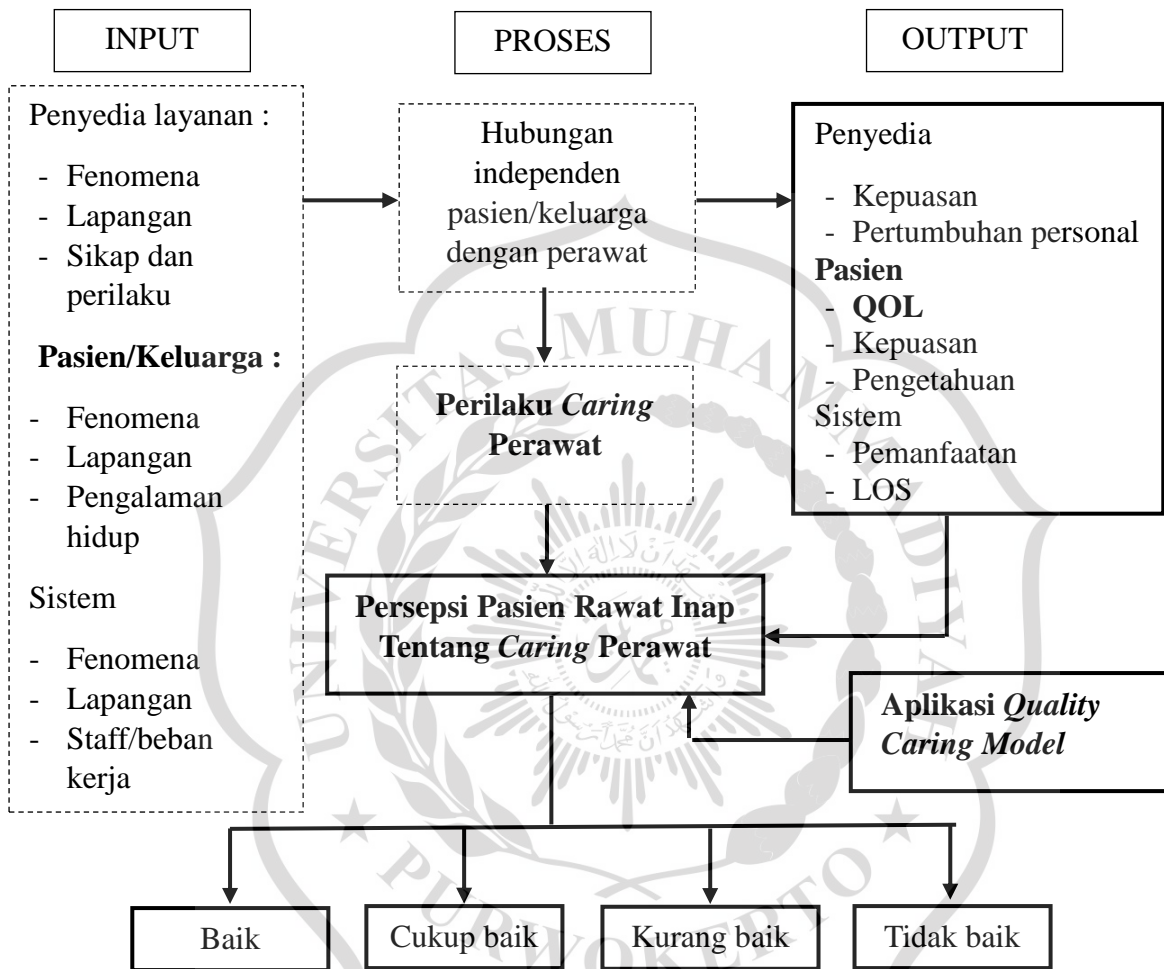 INPUT
PROSES
OUTPUT
Penyedia layanan :
- Fenomena
- Lapangan
- Sikap dan
perilaku
Pasien/Keluarga :
- Fenomena
- Lapangan
- Pengalaman
hidup
Sistem
- Fenomena
- Lapangan
- Staff/beban
kerja
Hubungan
independen
pasien/keluarga
dengan perawat
Perilaku Caring
Perawat
Penyedia
- Kepuasan
- Pertumbuhan personal
Pasien
- QOL
- Kepuasan
- Pengetahuan
Sistem
- Pemanfaatan
- LOS
Persepsi Pasien Rawat Inap
Tentang Caring Perawat
Aplikasi Quality
Caring Model
Baik
Cukup baik
Kurang baik
Tidak baik
UNIVERSITAS MUHAMMADIYAH
PURWOKERTO